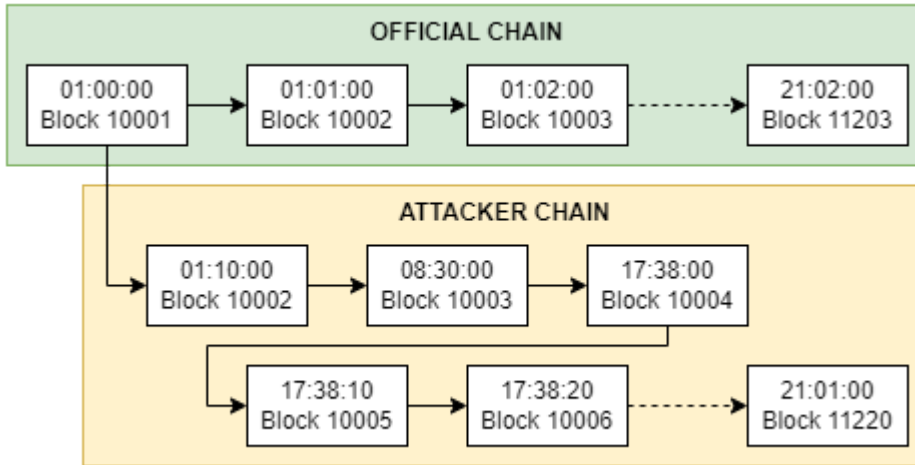 OFFICIAL CHAIN
01:00:00
Block 10001
01:01:00
Block 10002
01:02:00
Block 10003
21:02:00
Block 11203
ATTACKER CHAIN
01:10:00
Block 10002
08:30:00
Block 10003
17:38:00
Block 10004
17:38:10
Block 10005
17:38:20
Block 10006
21:01:00
Block 11220